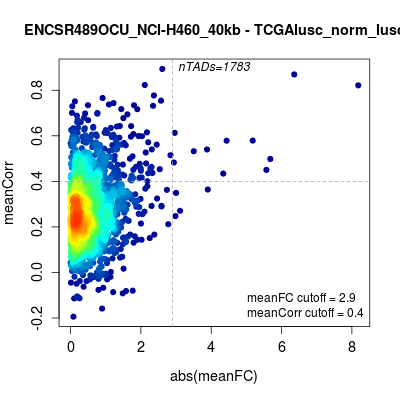 ENCSR489OCU_NCI-H460_40kb - TCGAlusc_norm_lusc
nTADs=1783
meanCorr
0.8
0.6
0.4
0.2
0.0
-0.2
meanFC cutoff = 2.9
meanCorr cutoff = 0.4
0 2 4 6 8
abs(meanFC)